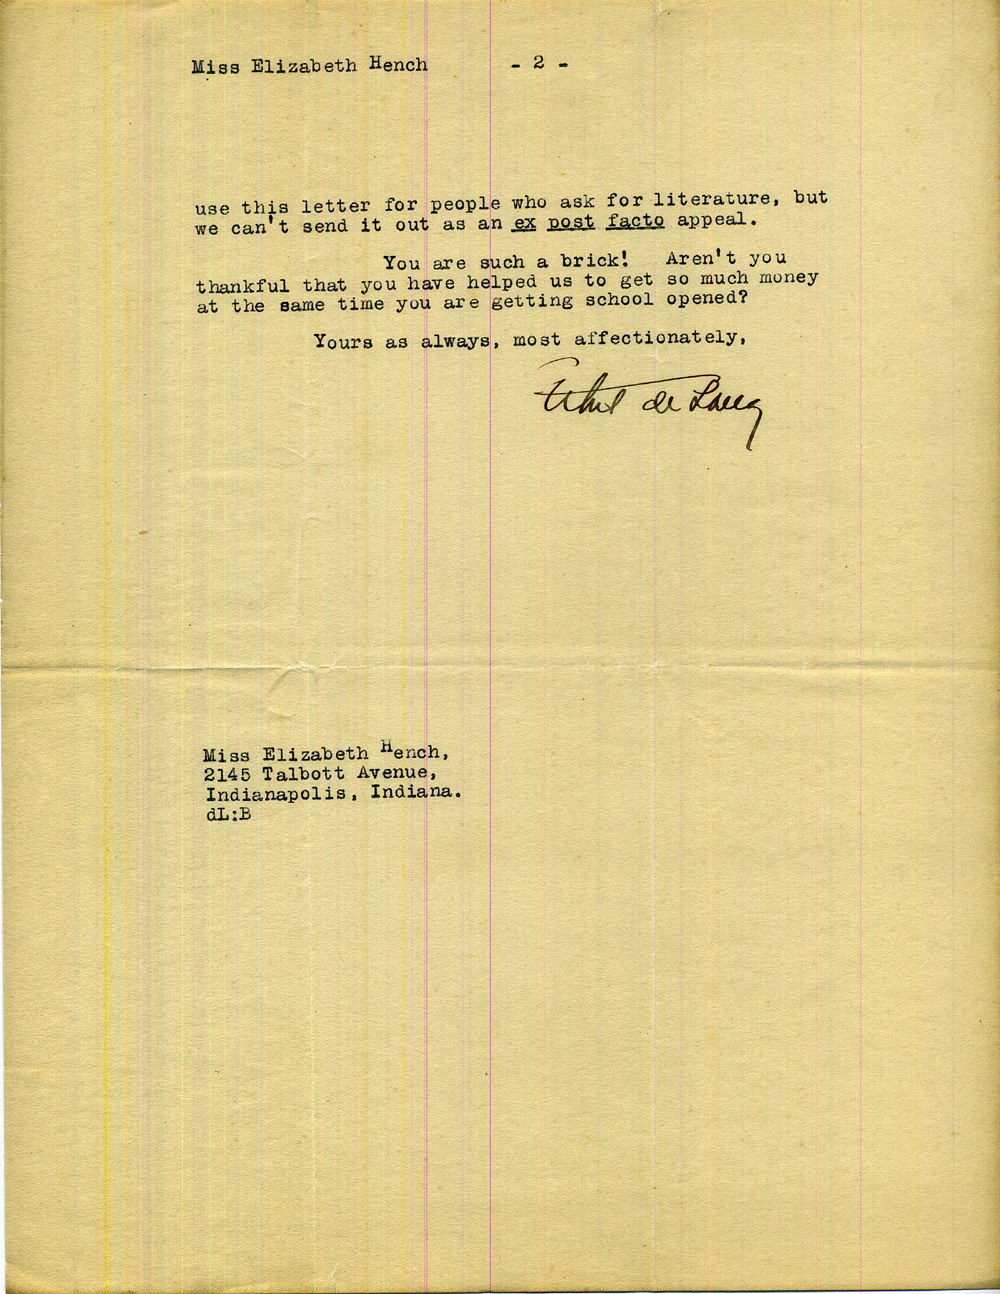 Miss Elizabeth Hench - 2 -
use this letter for people who ask for literature, but
we can't send it out as an ex post facto appeal.
You are such a brick! Aren't you
thankful that you have helped us to get so much money
at the same time you are getting school opened?
Yours as always, most affectionately,
Ethel de Long
Miss Elizabeth Hench,
2145 Talbott Avenue,
Indianapolis, Indiana.
dL:B